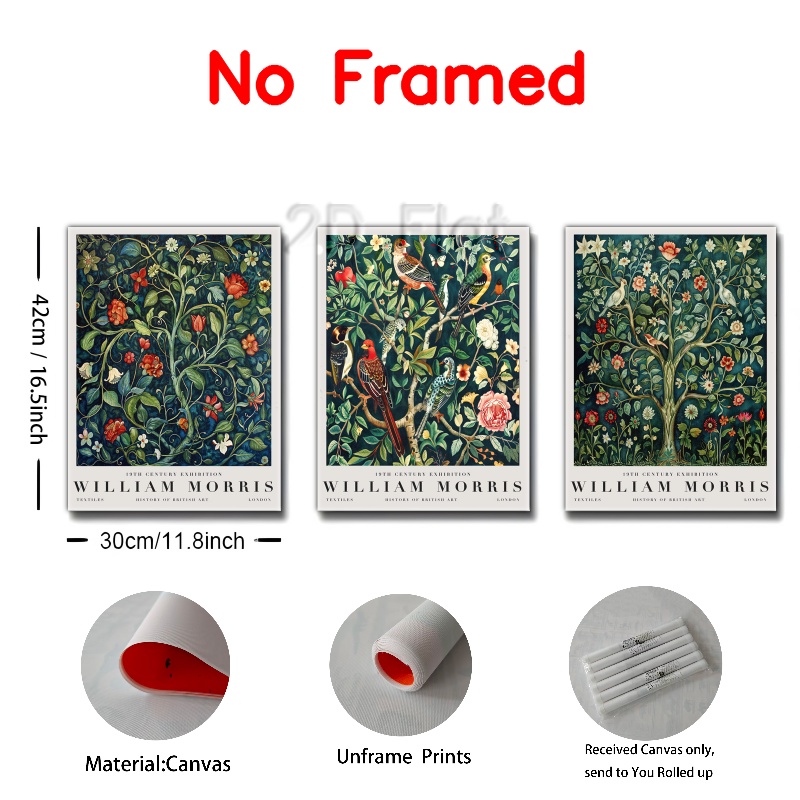 No Framed
2D Flat
42cm / 16.5inch
19TH CENTURY EXHIBITION
WILLIAM MORRIS
TEXTILES HISTORY OF BRITISH ART LONDON
19TH CENTURY EXHIBITION
WILLIAM MORRIS
TEXTILES HISTORY OF BRITISH ART LONDON
19TH CENTURY EXHIBITION
WILLIAM MORRIS
TEXTILES HISTORY OF BRITISH ART LONDON
30cm/11.8inch
Material:Canvas
Unframe Prints
Received Canvas only,
send to You Rolled up